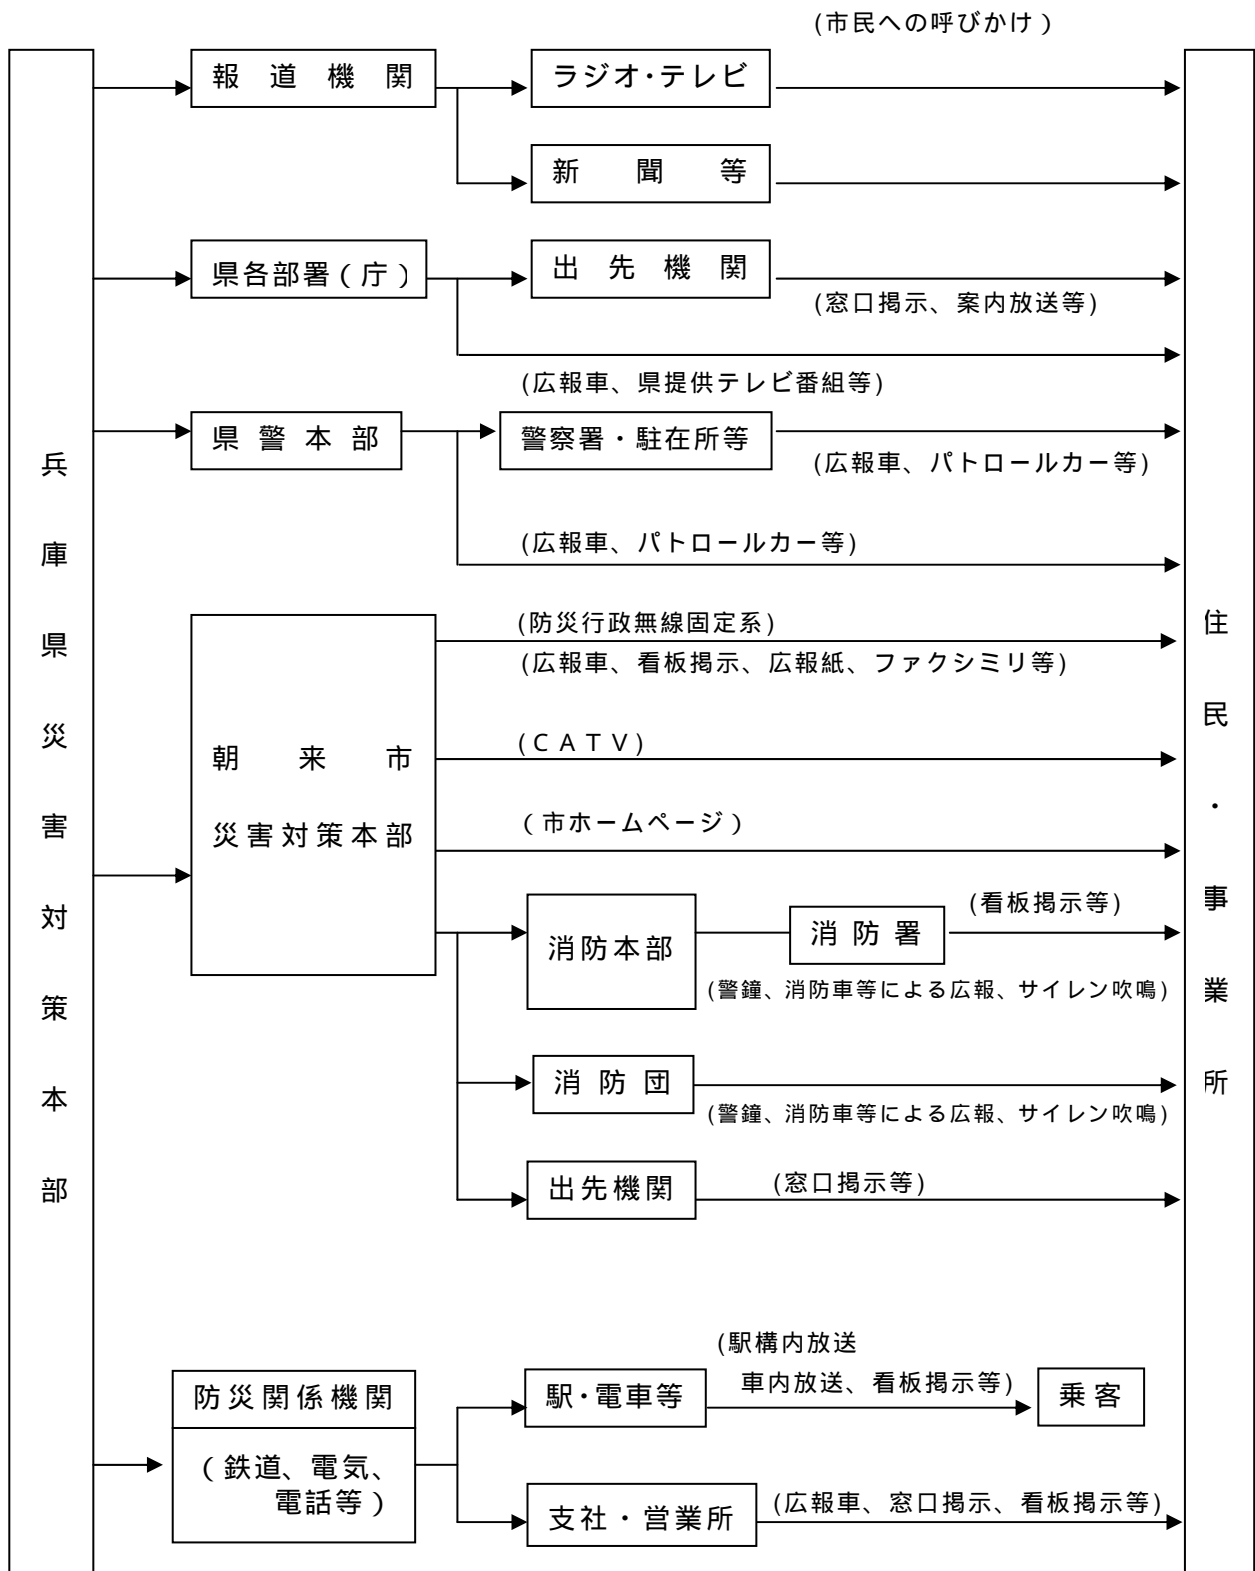 (市民への呼びかけ)
報道機関
ラジオ・テレビ
新聞等
県各部署(庁)
出先機関
(窓口掲示、案内放送等)
(広報車、県提供テレビ番組等)
県警本部
警察署・駐在所等
(広報車、パトロールカー等)
(広報車、パトロールカー等)
兵庫県災害対策本部
朝来市
災害対策本部
(防災行政無線固定系)
(広報車、看板掲示、広報紙、ファクシミリ等)
(CATV)
(市ホームページ)
消防本部
消防署
(看板掲示等)
(警鐘、消防車等による広報、サイレン吹鳴)
消防団
(警鐘、消防車等による広報、サイレン吹鳴)
出先機関
(窓口掲示等)
住民・事業所
防災関係機関
(鉄道、電気、
電話等)
駅・電車等
(駅構内放送
車内放送、看板掲示等)
乗客
支社・営業所
(広報車、窓口掲示、看板掲示等)